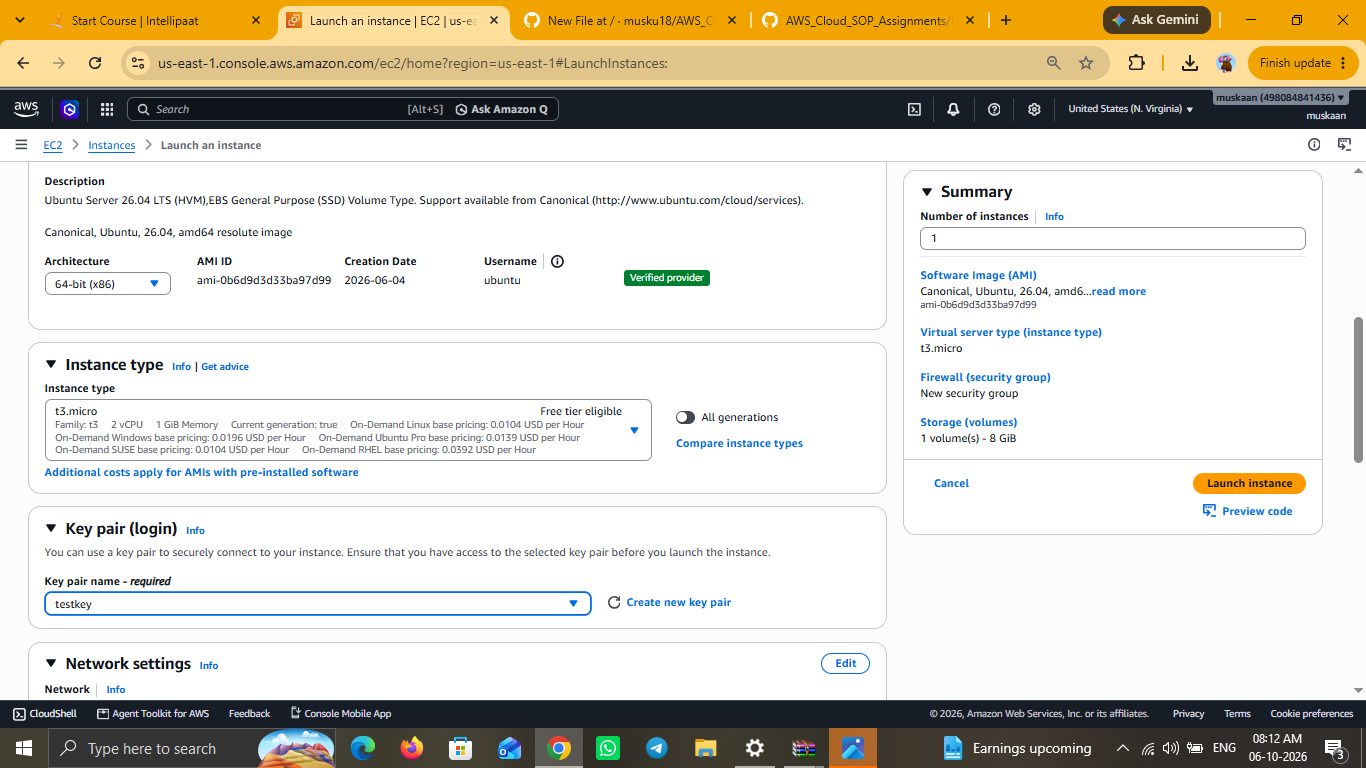 Start Course | Intellipaat
Launch an instance | EC2 | us-ea
New File at / · musku18/AWS_C
AWS_Cloud_SOP_Assignments/
Ask Gemini
us-east-1.console.aws.amazon.com/ec2/home?region=us-east-1#LaunchInstances:
Finish update
aws
Search
[Alt+S]
Ask Amazon Q
United States (N. Virginia)
muskaan (498084841436)
muskaan
EC2
Instances
Launch an instance
Description
Ubuntu Server 26.04 LTS (HVM),EBS General Purpose (SSD) Volume Type. Support available from Canonical (http://www.ubuntu.com/cloud/services).
Canonical, Ubuntu, 26.04, amd64 resolute image
Architecture
AMI ID
Creation Date
Username
64-bit (x86)
ami-0b6d9d3d33ba97d99
2026-06-04
ubuntu
Verified provider
Instance type
Info | Get advice
Instance type
t3.micro
Free tier eligible
Family: t3 2 vCPU 1 GiB Memory Current generation: true On-Demand Linux base pricing: 0.0104 USD per Hour
On-Demand Windows base pricing: 0.0196 USD per Hour On-Demand Ubuntu Pro base pricing: 0.0139 USD per Hour
On-Demand SUSE base pricing: 0.0104 USD per Hour On-Demand RHEL base pricing: 0.0392 USD per Hour
All generations
Compare instance types
Additional costs apply for AMIs with pre-installed software
Key pair (login)
Info
You can use a key pair to securely connect to your instance. Ensure that you have access to the selected key pair before you launch the instance.
Key pair name - required
testkey
Create new key pair
Network settings
Info
Edit
Network
Info
Summary
Number of instances
Info
1
Software Image (AMI)
Canonical, Ubuntu, 26.04, amd6...read more
ami-0b6d9d3d33ba97d99
Virtual server type (instance type)
t3.micro
Firewall (security group)
New security group
Storage (volumes)
1 volume(s) - 8 GiB
Cancel
Launch instance
Preview code
CloudShell
Agent Toolkit for AWS
Feedback
Console Mobile App
© 2026, Amazon Web Services, Inc. or its affiliates.
Privacy
Terms
Cookie preferences
Type here to search
Earnings upcoming
ENG
08:12 AM
06-10-2026
3